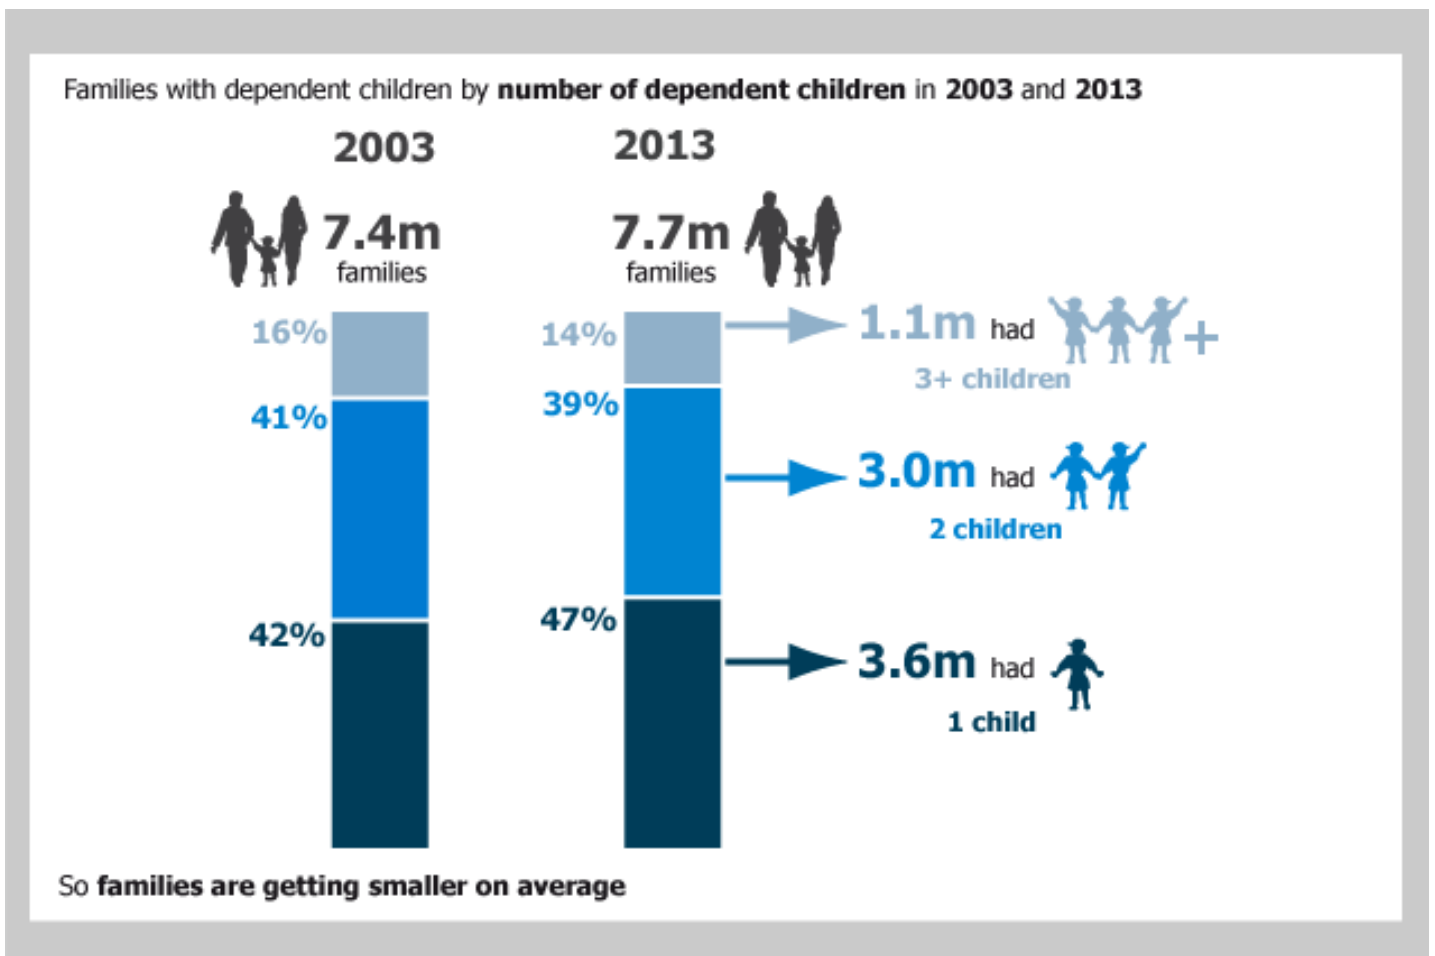 Families with dependent children by number of dependent children in 2003 and 2013
2003
2013
7.4m
families
7.7m
families
16%
14%
1.1m had
+
3+ children
41%
39%
3.0m had
2 children
42%
47%
3.6m had
1 child
So families are getting smaller on average